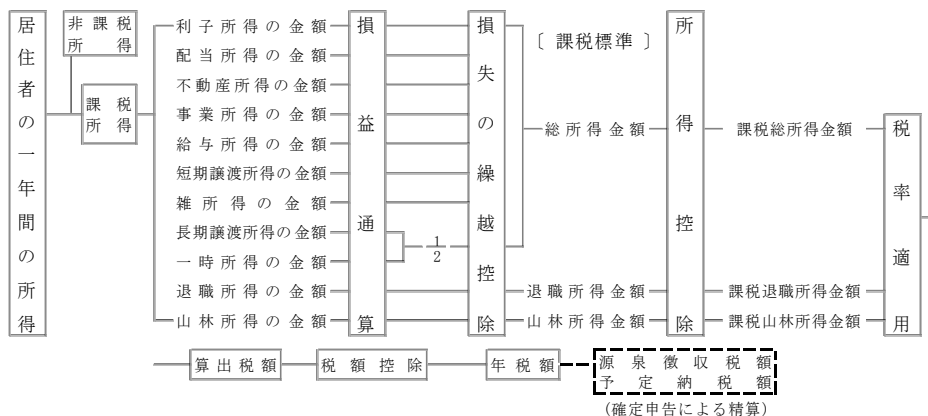 居住者の一年間の所得
非課税
所得
課税
所得
利子所得の金額
配当所得の金額
不動産所得の金額
事業所得の金額
給与所得の金額
短期譲渡所得の金額
雑所得の金額
長期譲渡所得の金額
一時所得の金額
退職所得の金額
山林所得の金額
損益通算
1
2
損失の繰越控除
〔課税標準〕
総所得金額
退職所得金額
山林所得金額
所得控除
課税総所得金額
課税退職所得金額
課税山林所得金額
税率適用
算出税額
税額控除
年税額
源泉徴収税額
予定納税額
(確定申告による精算)